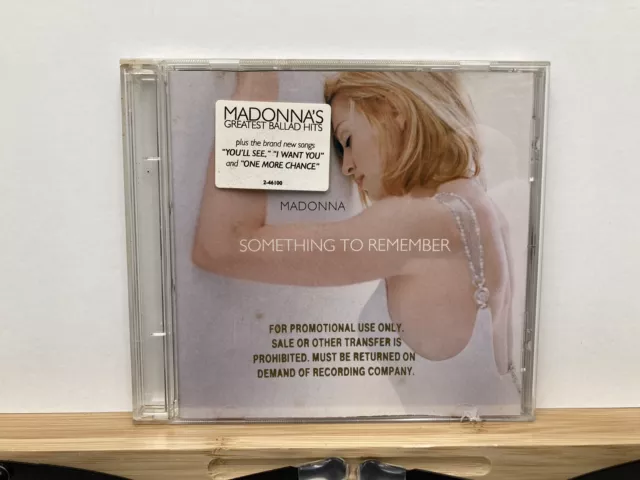 MADONNA'S
GREATEST BALLAD HITS
plus the brand new songs
"YOU'LL SEE," "I WANT YOU"
and "ONE MORE CHANCE"
2-46100
MADONNA
SOMETHING TO REMEMBER
FOR PROMOTIONAL USE ONLY.
SALE OR OTHER TRANSFER IS
PROHIBITED. MUST BE RETURNED ON
DEMAND OF RECORDING COMPANY.